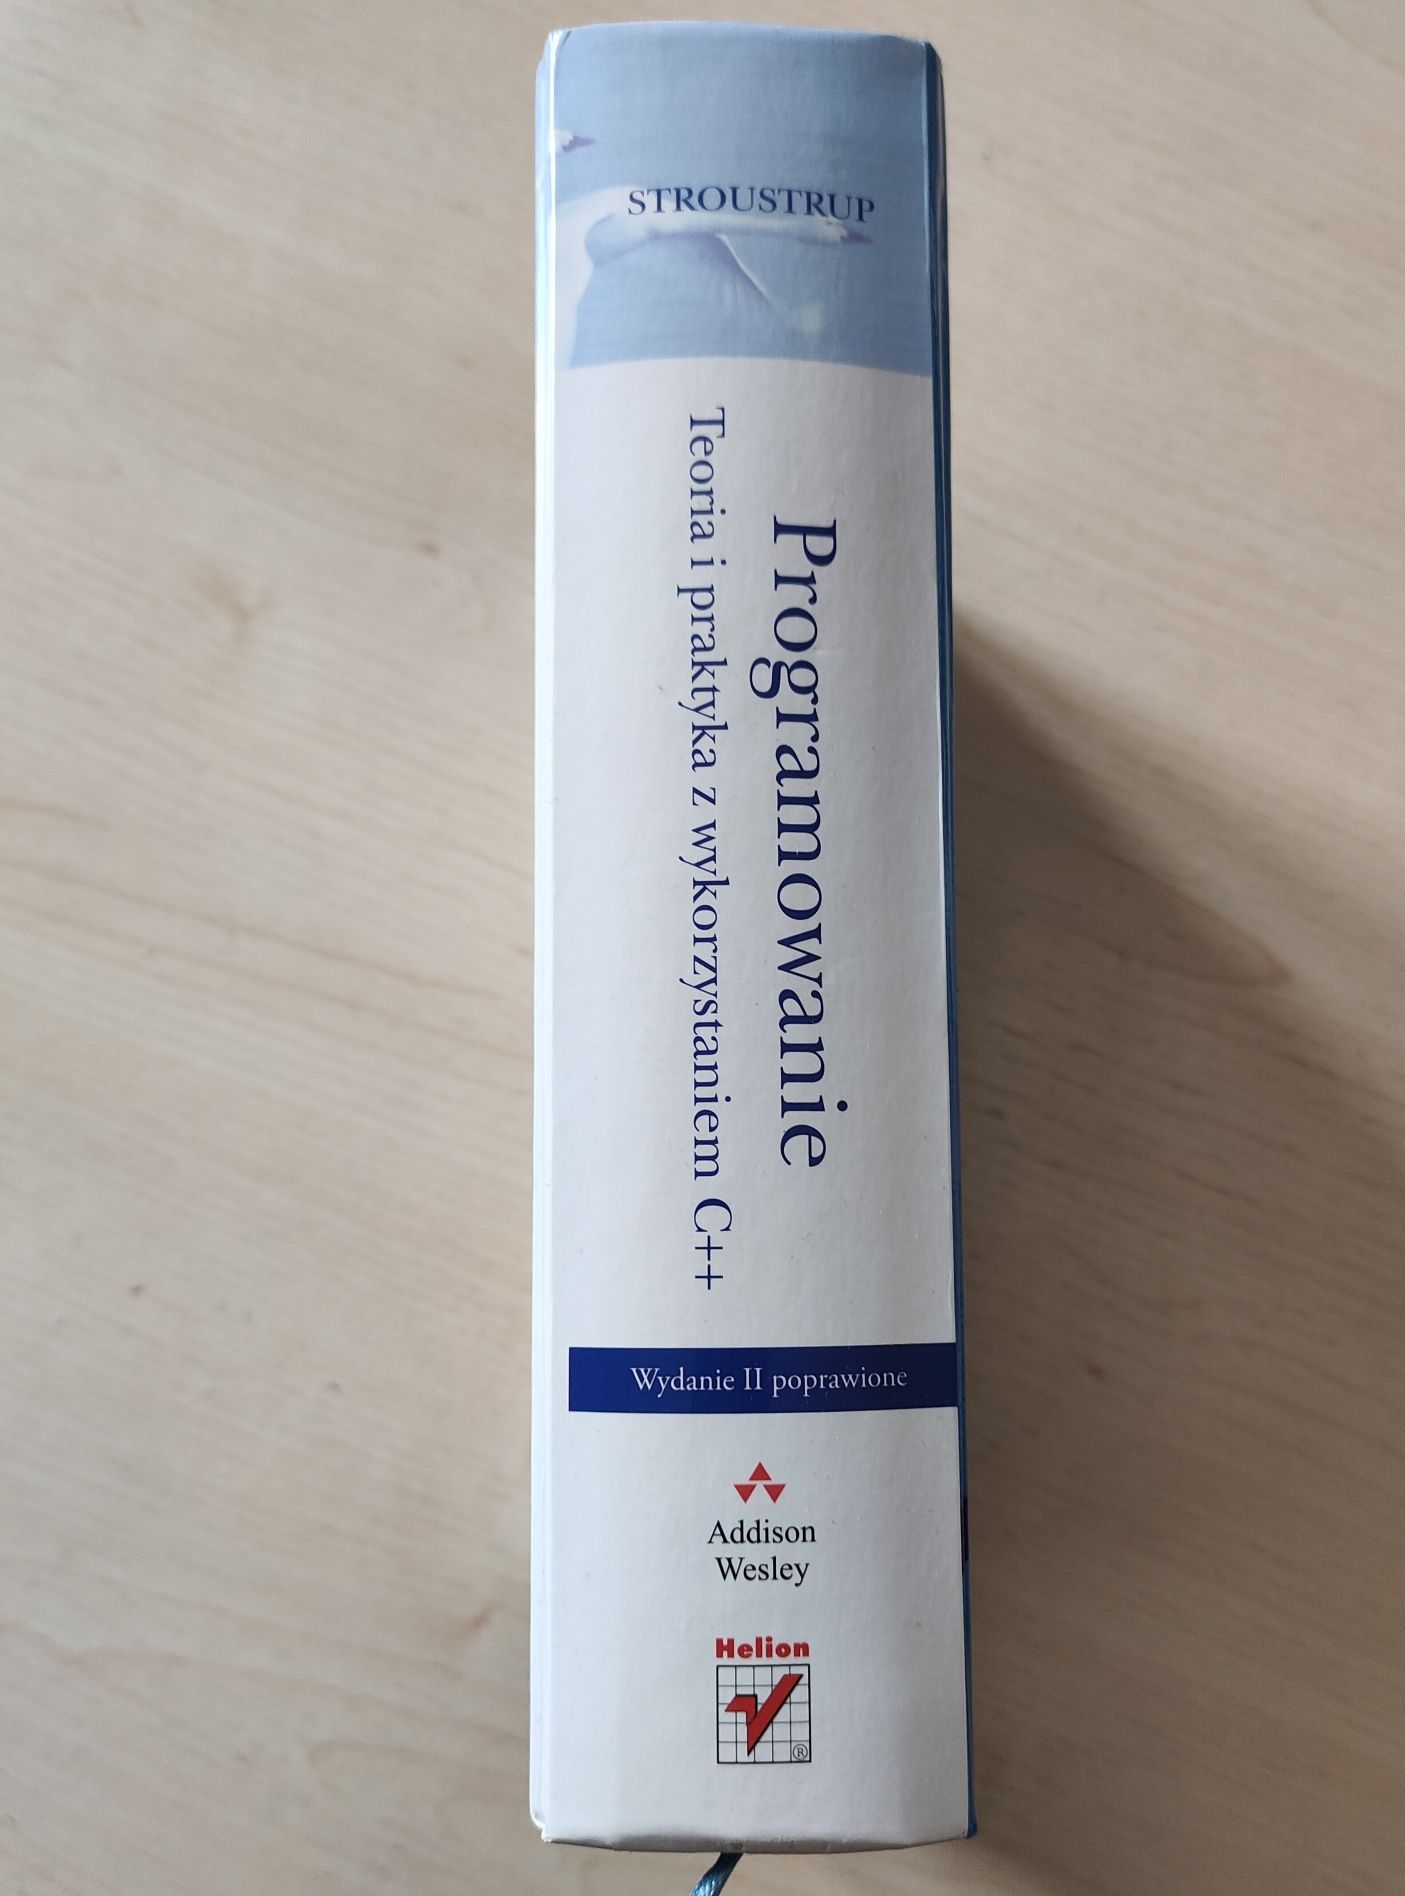 STROUSTRUP
Programowanie
Teoria i praktyka z wykorzystaniem C++
Wydanie II poprawione
Addison
Wesley
Helion
®